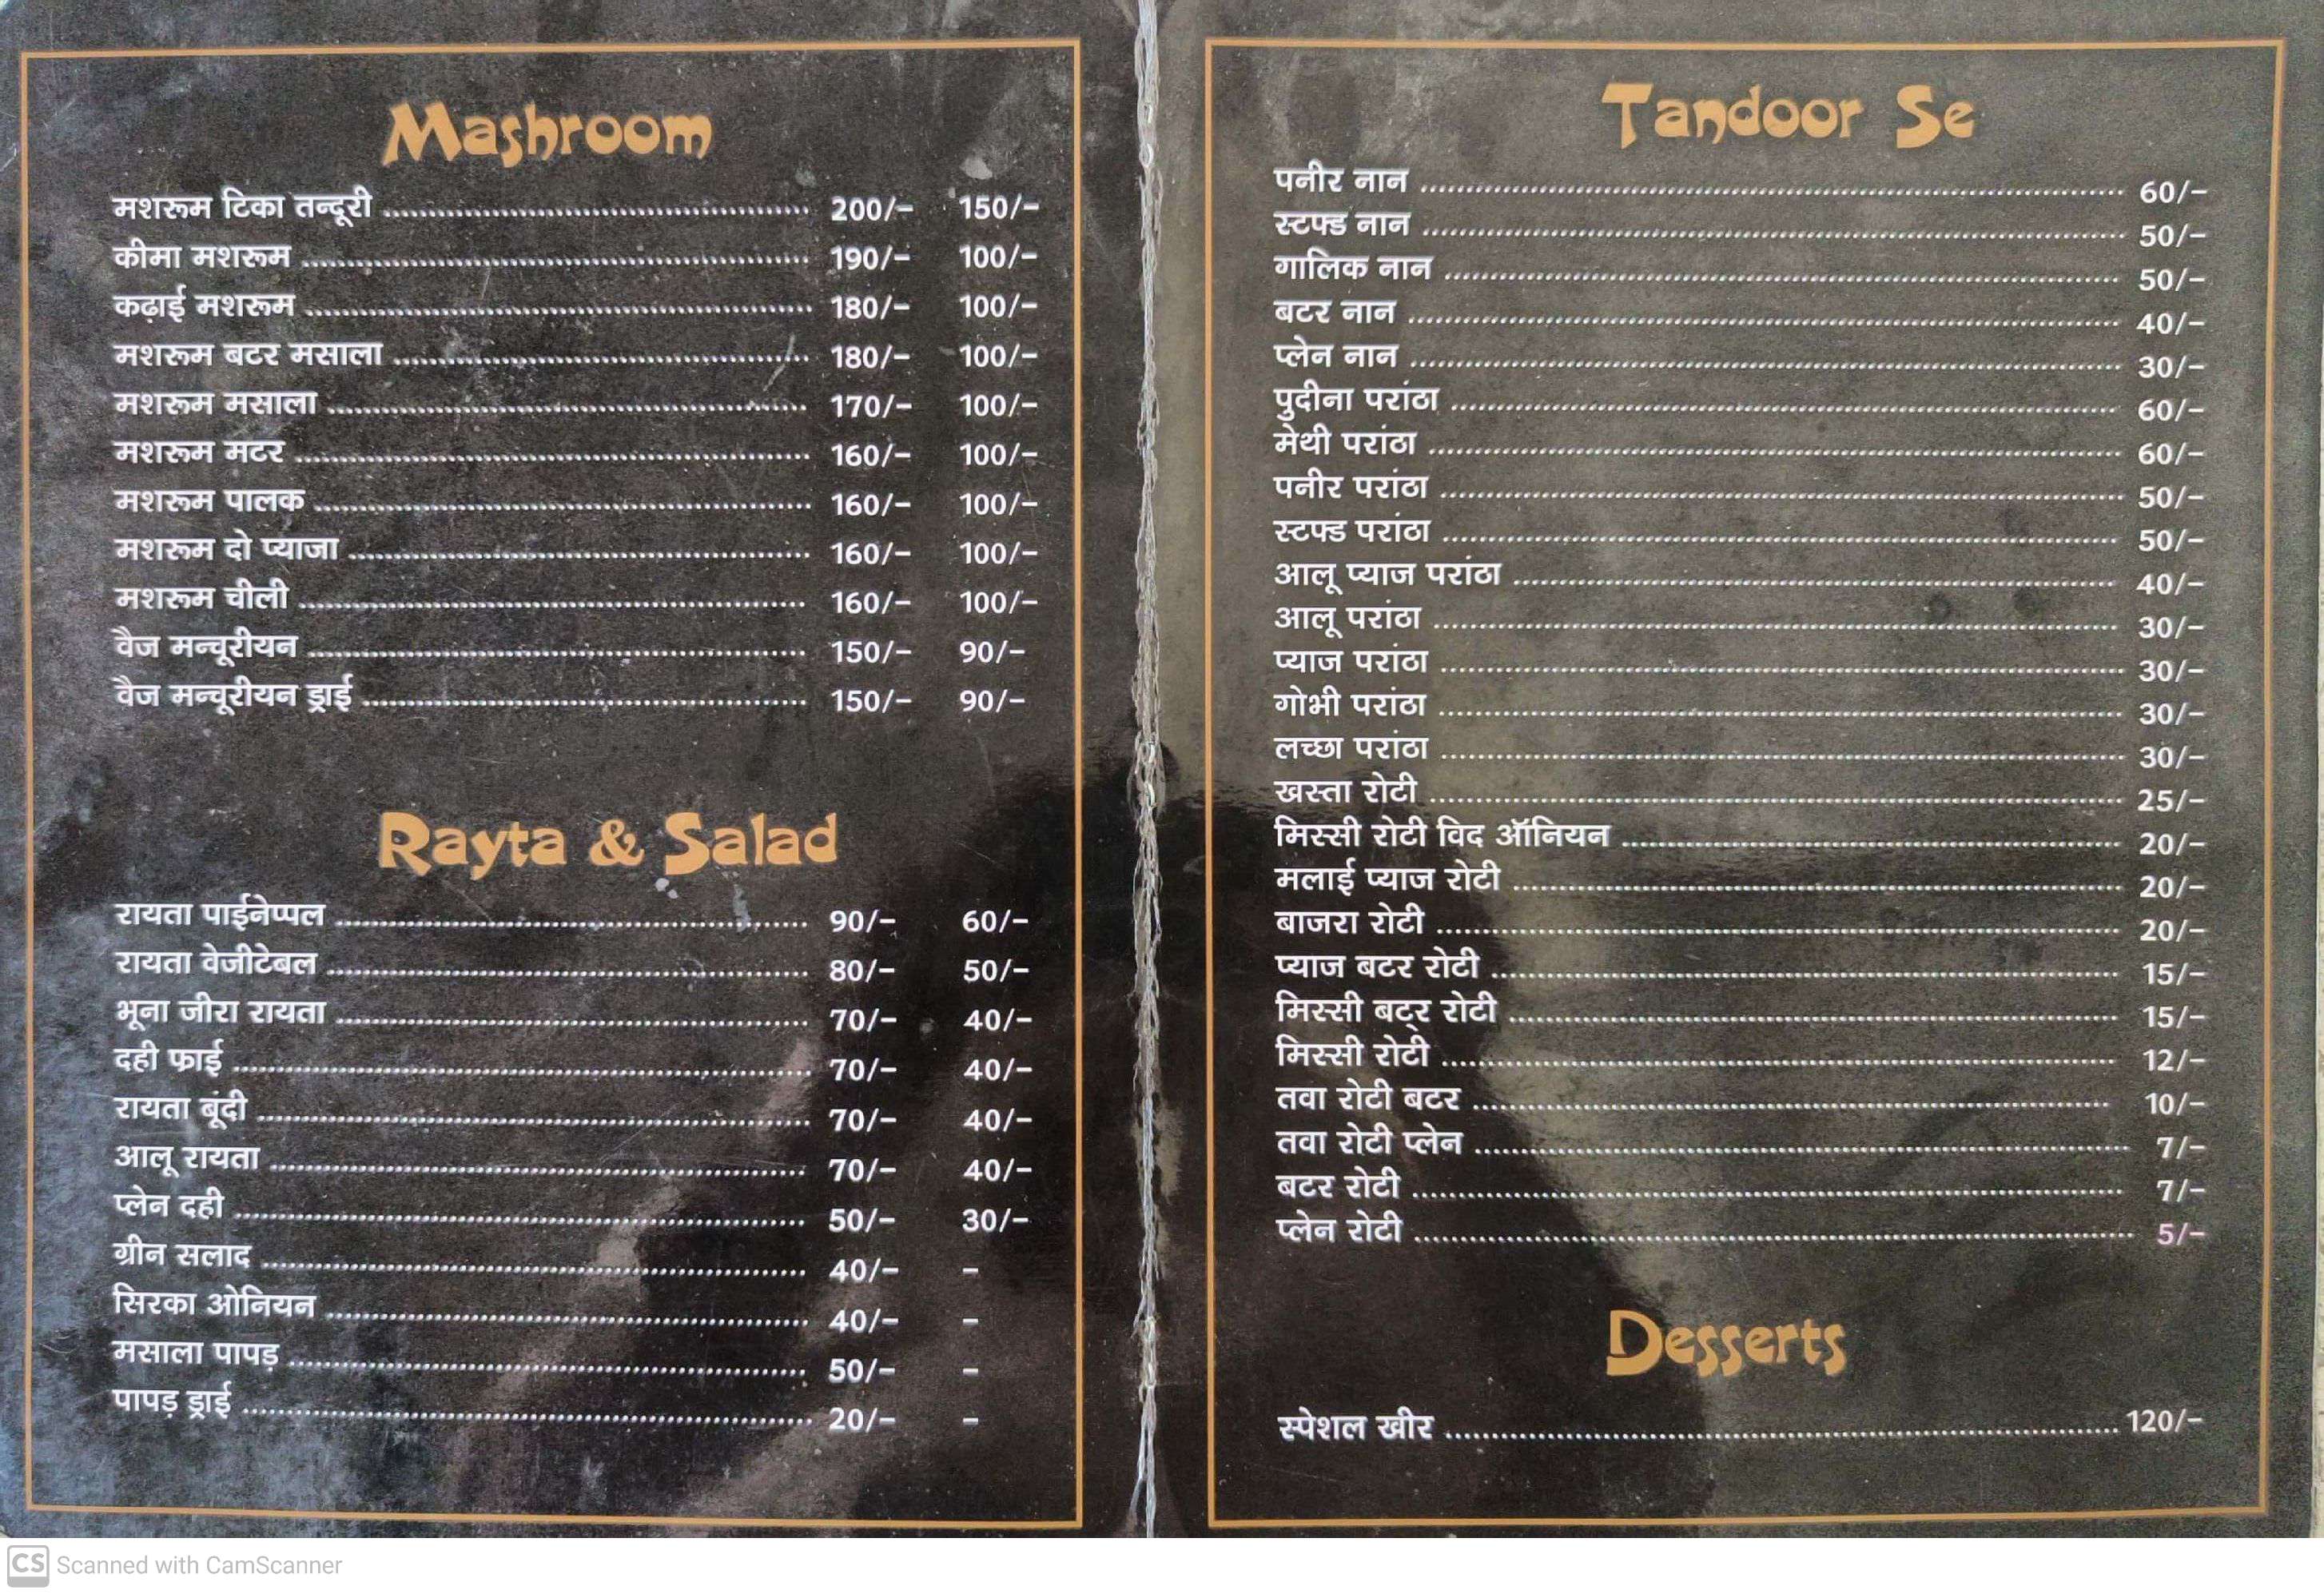 Mashroom
मशरूम टिका तन्दूरी 200/- 150/-
कीमा मशरूम 190/- 100/-
कढ़ाई मशरूम 180/- 100/-
मशरूम बटर मसाला 180/- 100/-
मशरूम मसाला 170/- 100/-
मशरूम मटर 160/- 100/-
मशरूम पालक 160/- 100/-
मशरूम दो प्याजा 160/- 100/-
मशरूम चीली 160/- 100/-
वैज मन्चूरीयन 150/- 90/-
वैज मन्चूरीयन ड्राई 150/- 90/-
Rayta & Salad
रायता पाईनेप्पल 90/- 60/-
रायता वेजीटेबल 80/- 50/-
भूना जीरा रायता 70/- 40/-
दही फ्राई 70/- 40/-
रायता बूंदी 70/- 40/-
आलू रायता 70/- 40/-
प्लेन दही 50/- 30/-
ग्रीन सलाद 40/- -
सिरका ओनियन 40/- -
मसाला पापड़ 50/- -
पापड़ ड्राई 20/- -
Tandoor Se
पनीर नान 60/-
स्टफ्ड नान 50/-
गालिक नान 50/-
बटर नान 40/-
प्लेन नान 30/-
पुदीना परांठा 60/-
मेथी परांठा 60/-
पनीर परांठा 50/-
स्टफ्ड परांठा 50/-
आलू प्याज परांठा 40/-
आलू परांठा 30/-
प्याज परांठा 30/-
गोभी परांठा 30/-
लच्छा परांठा 30/-
खस्ता रोटी 25/-
मिस्सी रोटी विद ऑनियन 20/-
मलाई प्याज रोटी 20/-
बाजरा रोटी 20/-
प्याज बटर रोटी 15/-
मिस्सी बटर रोटी 15/-
मिस्सी रोटी 12/-
तवा रोटी बटर 10/-
तवा रोटी प्लेन 7/-
बटर रोटी 7/-
प्लेन रोटी 5/-
Desserts
स्पेशल खीर 120/-
CS Scanned with CamScanner